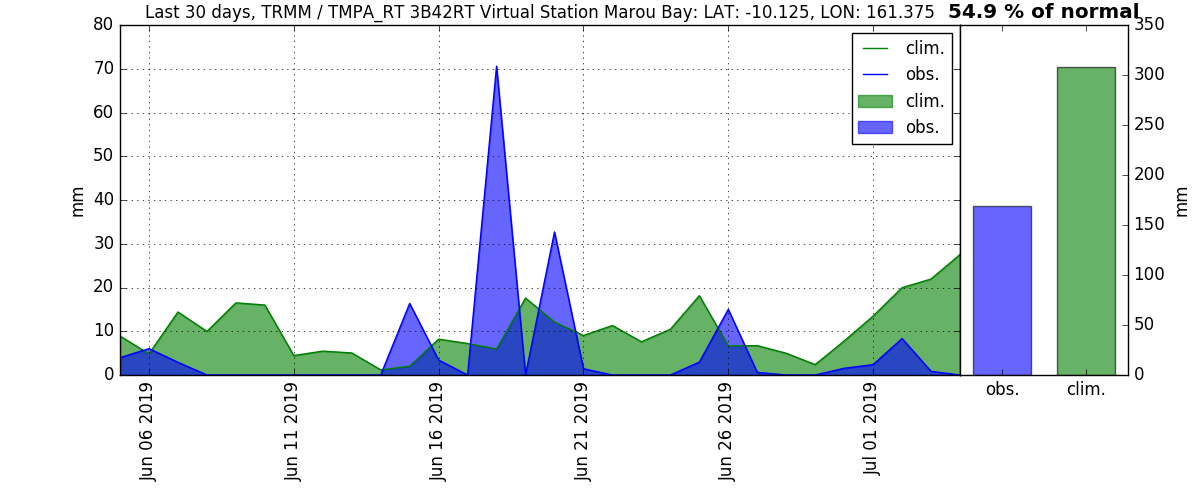 Last 30 days, TRMM / TMPA_RT 3B42RT Virtual Station Marou Bay: LAT: -10.125, LON: 161.375
54.9 % of normal
80
70
60
50
40
30
20
10
0
mm
clim.
obs.
clim.
obs.
Jun 06 2019
Jun 11 2019
Jun 16 2019
Jun 21 2019
Jun 26 2019
Jul 01 2019
350
300
250
200
150
100
50
0
mm
obs.
clim.